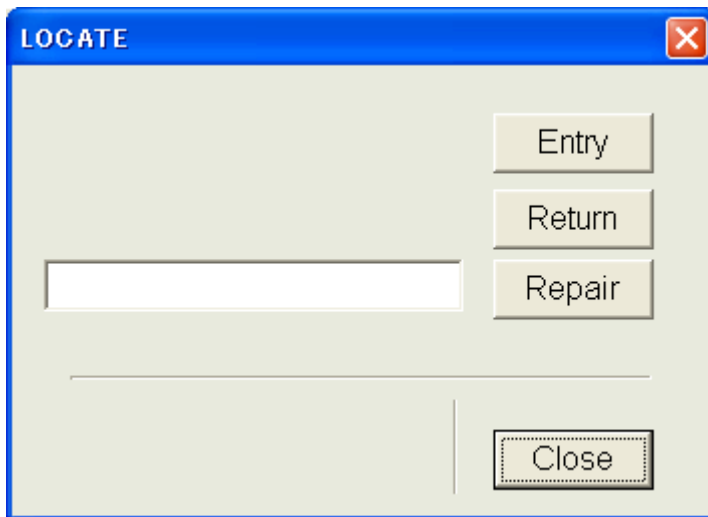 LOCATE
Entry
Return
Repair
Close